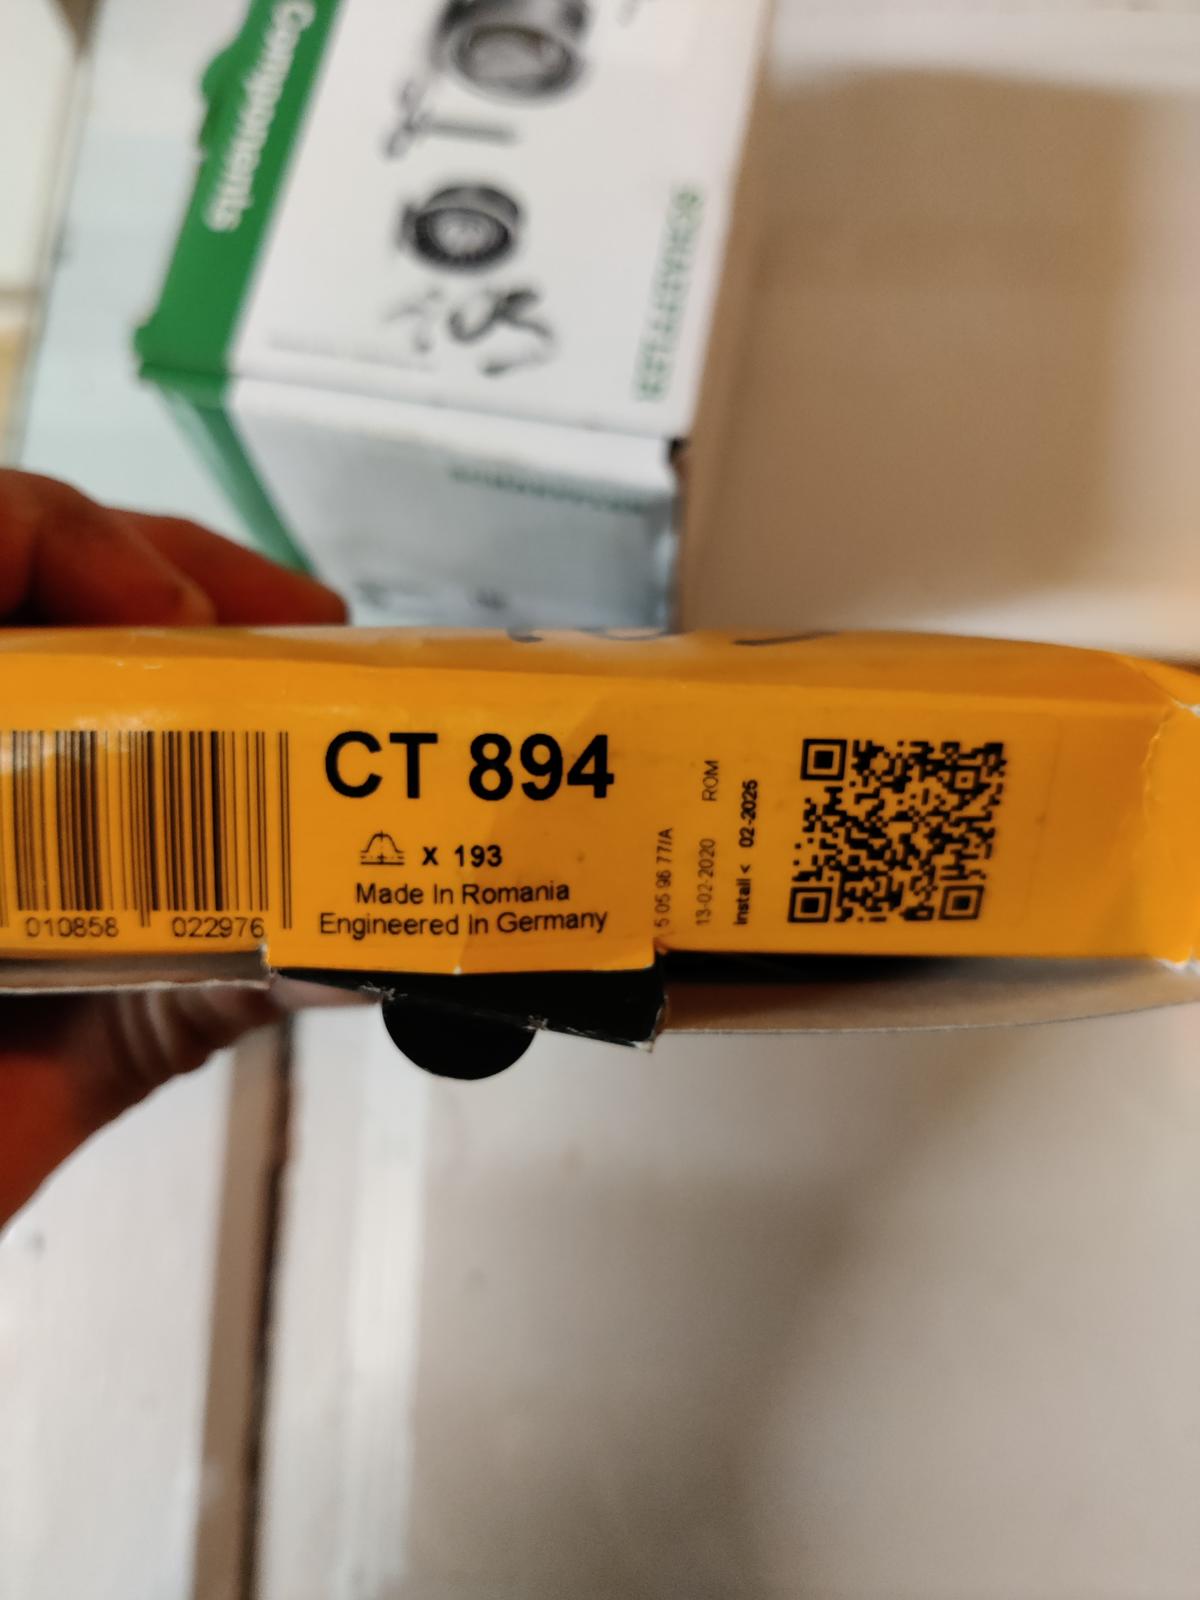 Components
010858 022976
CT 894
x 193
Made In Romania
Engineered In Germany
5 05 96 77/A
13-02-2020 ROM
install < 02-2026